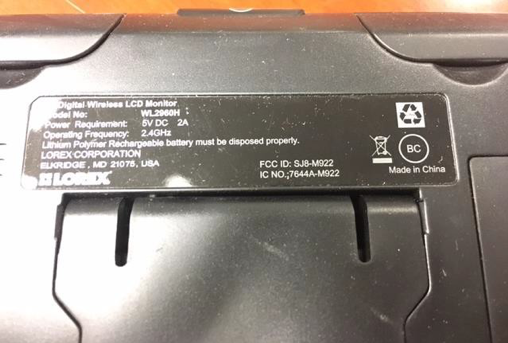 Digital Wireless LCD Monitor
Model No: WL2960H
Power Requirement: 5V DC 2A
Operating Frequency: 2.4GHz
Lithium Polymer Rechargeable battery must be disposed properly.
LOREX CORPORATION
ELKRIDGE, MD 21075, USA
LOREX
FCC ID: SJ8-M922
IC NO.;7644A-M922
BC
Made in China